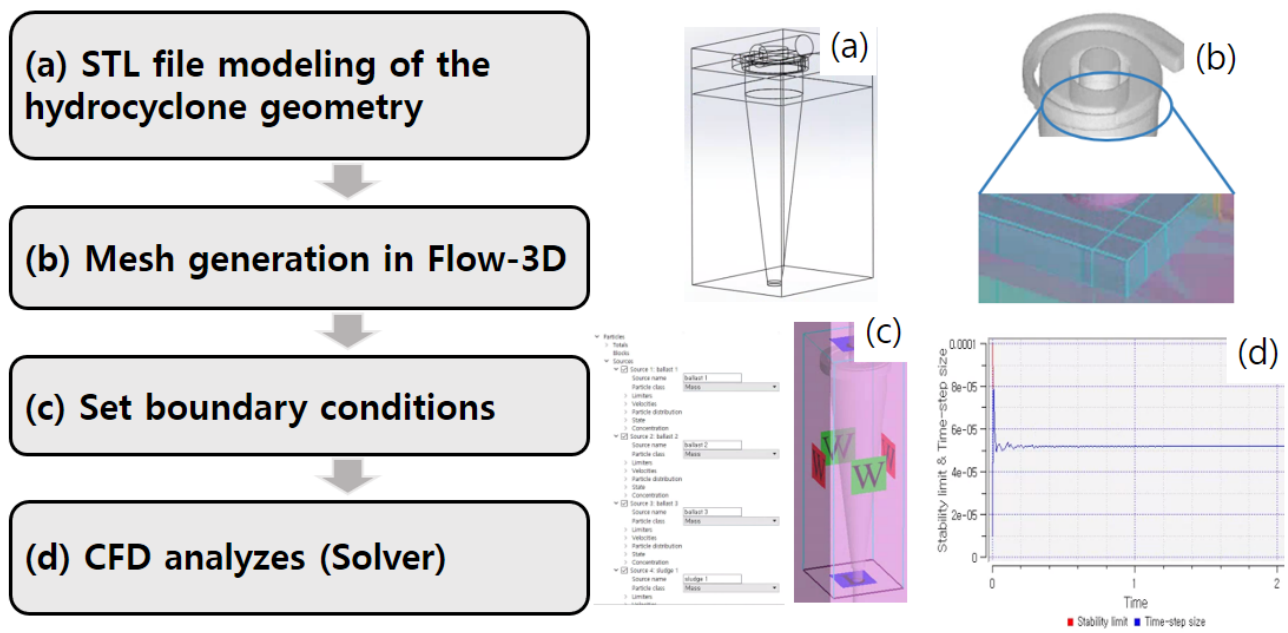 (a) STL file modeling of the
hydrocyclone geometry
(b) Mesh generation in Flow-3D
(c) Set boundary conditions
(d) CFD analyzes (Solver)
(a)
(b)
Particles
Totals
Blocks
Sources
Source 1: ballast 1
Source name ballast 1
Particle class Mass
Limiters
Velocities
Particle distribution
State
Concentration
Source 2: ballast 2
Source name ballast 2
Particle class Mass
Limiters
Velocities
Particle distribution
State
Concentration
Source 3: ballast 3
Source name ballast 3
Particle class Mass
Limiters
Velocities
Particle distribution
State
Concentration
Source 4: sludge 1
Source name sludge 1
Particle class Mass
Limiters
(c)
W
W
W
W
(d)
Stability limit & Time-step size
0.0001
8e-05
6e-05
4e-05
2e-05
0
0 1 2
Time
Stability limit Time-step size